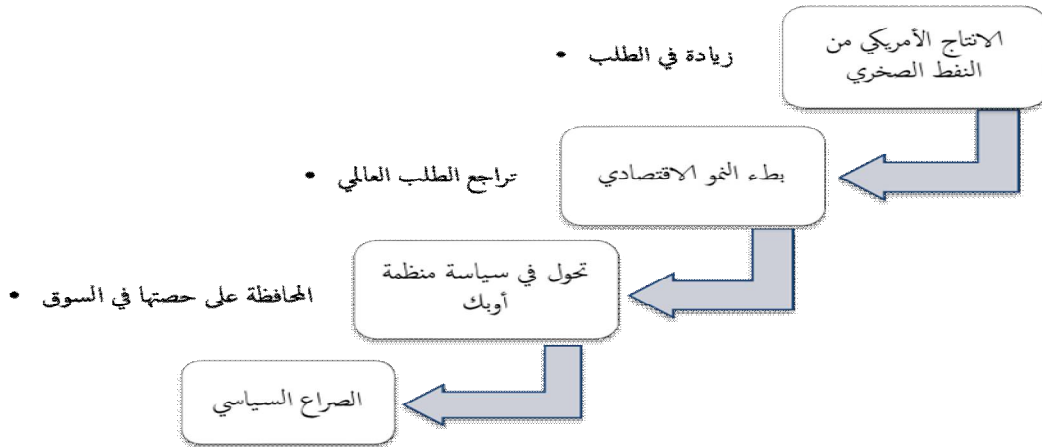 الانتاج الأمريكي من
النفط الصخري
• زيادة في الطلب
بطء النمو الاقتصادي
• تراجع الطلب العالمي
تحول في سياسة منظمة
أوبك
• المحافظة على حصتها في السوق
الصراع السياسي